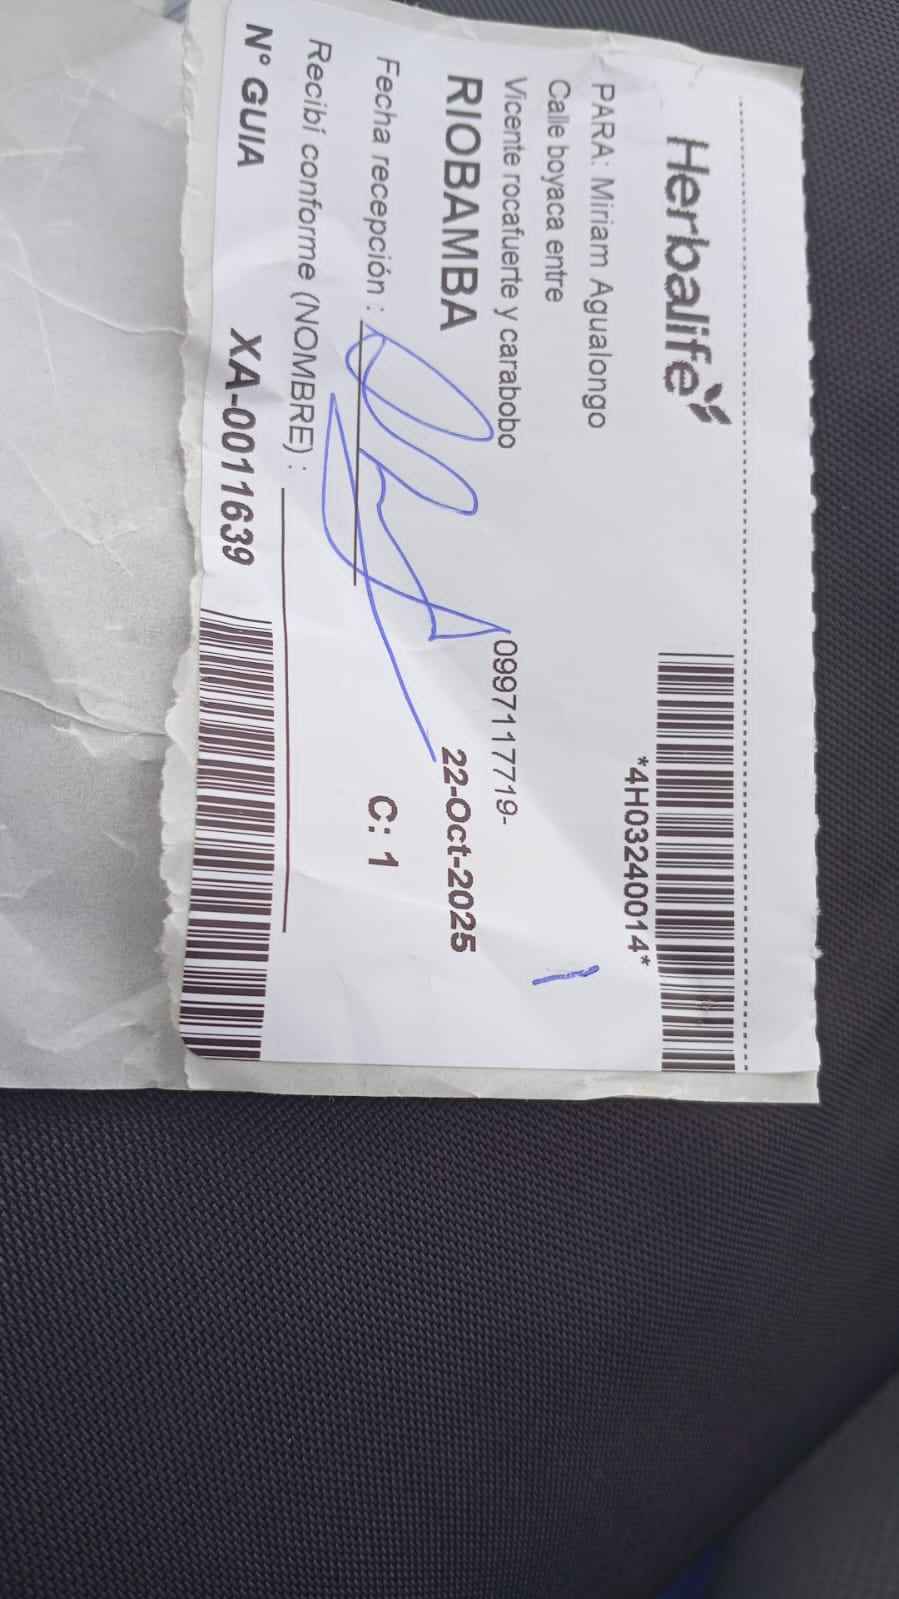 Herbalife
*4H03240014*
PARA: Miriam Agualongo
Calle boyaca entre
Vicente rocafuerte y carabobo
0997117719-
RIOBAMBA
22-Oct-2025
Fecha recepción :
C: 1
Recibí conforme (NOMBRE) :
Nº GUIA
XA-0011639